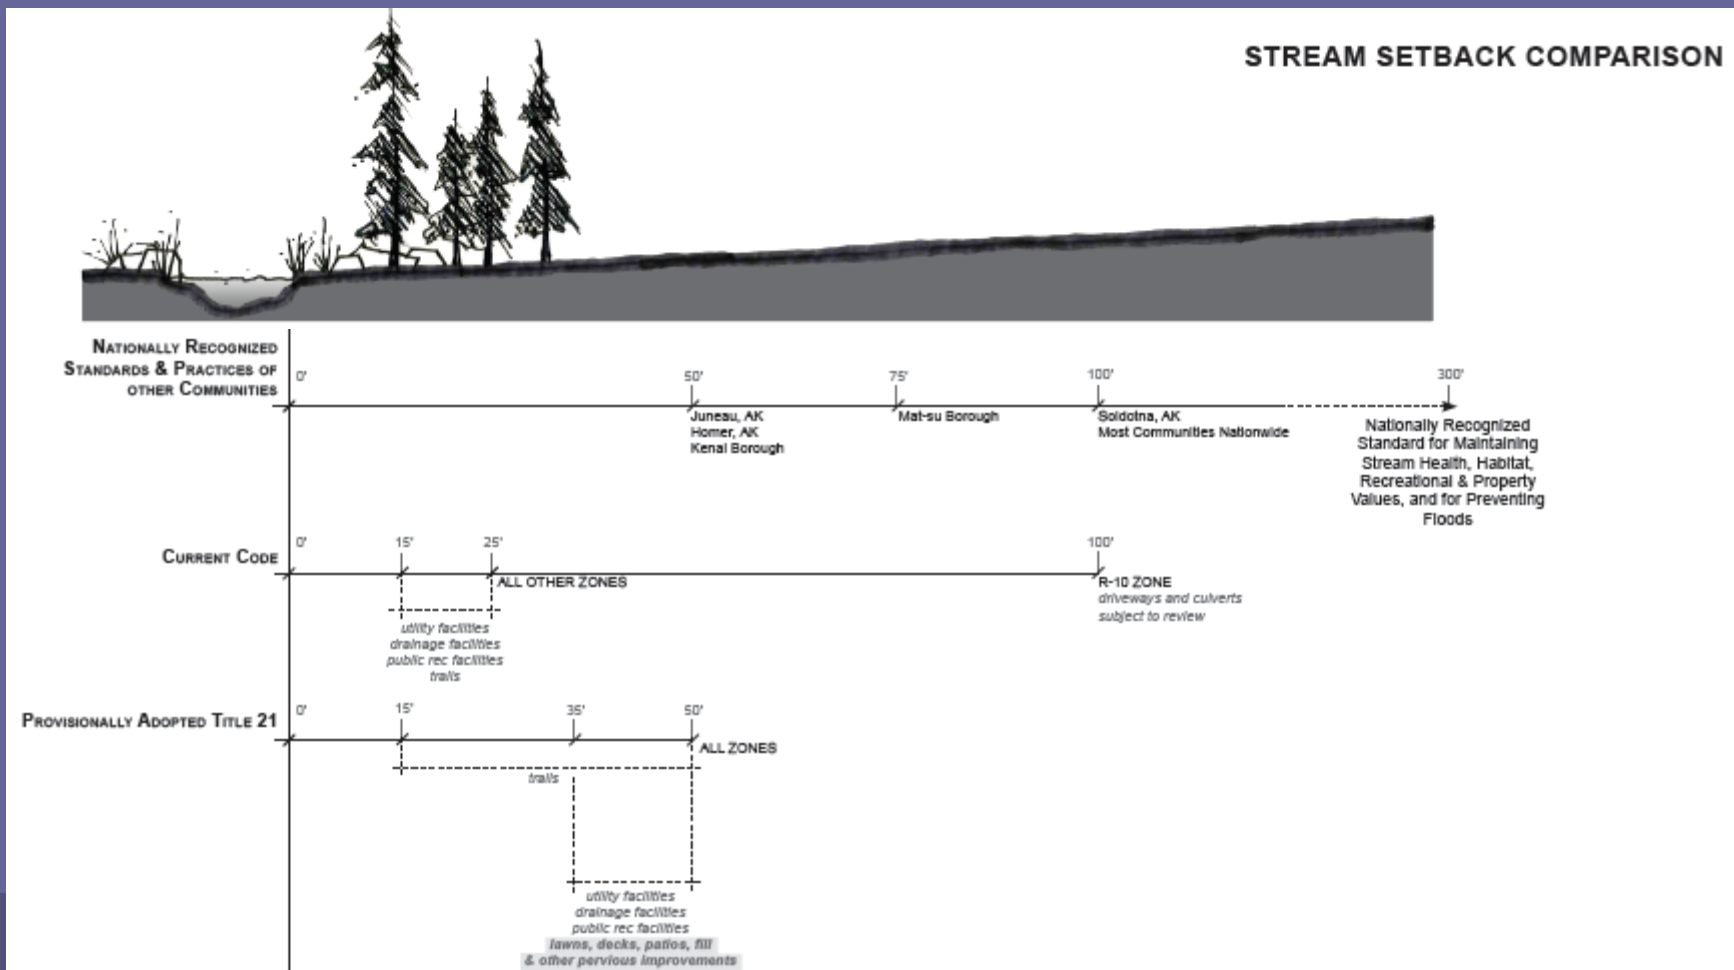 STREAM SETBACK COMPARISON
NATIONALLY RECOGNIZED
STANDARDS & PRACTICES OF
OTHER COMMUNITIES
0'
50'
75'
100'
300'
Juneau, AK
Homer, AK
Kenai Borough
Mat-su Borough
Soldotna, AK
Most Communities Nationwide
Nationally Recognized
Standard for Maintaining
Stream Health, Habitat,
Recreational & Property
Values, and for Preventing
Floods
CURRENT CODE
0'
15'
25'
100'
ALL OTHER ZONES
R-10 ZONE
driveways and culverts
subject to review
utility facilities
drainage facilities
public rec facilities
trails
PROVISIONALLY ADOPTED TITLE 21
0'
15'
35'
50'
ALL ZONES
trails
utility facilities
drainage facilities
public rec facilities
lawns, decks, patios, fill
& other pervious improvements